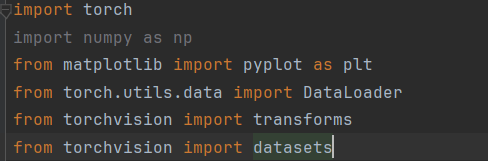 import torch
import numpy as np
from matplotlib import pyplot as plt
from torch.utils.data import DataLoader
from torchvision import transforms
from torchvision import datasets